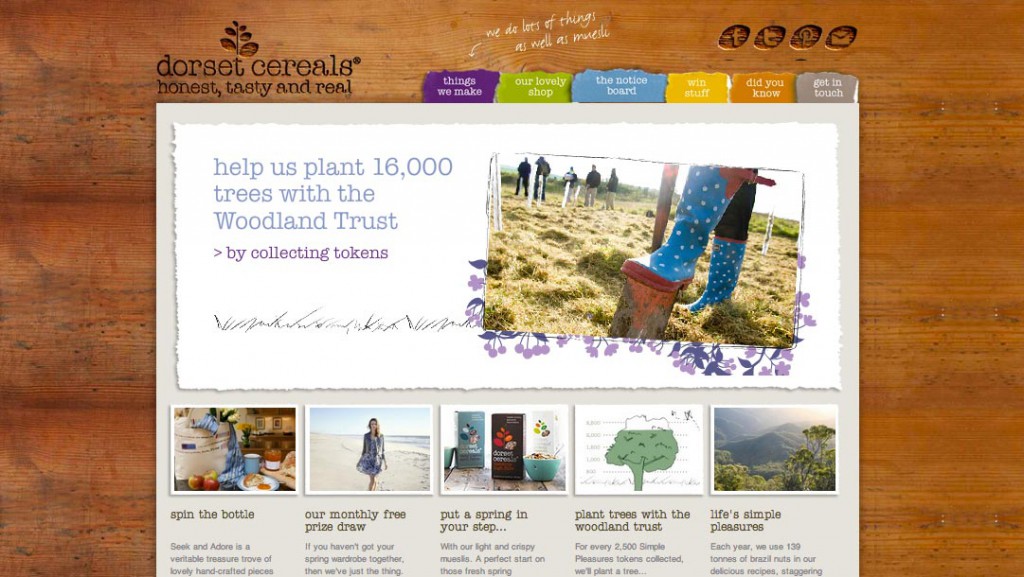 we do lots of things
as well as muesli
dorset cereals®
honest, tasty and real
things
we make
our lovely
shop
the notice
board
win
stuff
did you
know
get in
touch
help us plant 16,000
trees with the
Woodland Trust
> by collecting tokens
dorset
cereals
spin the bottle
Seek and Adore is a
veritable treasure trove of
lovely hand-crafted pieces
our monthly free
prize draw
If you haven't got your
spring wardrobe together,
then we've just the thing.
put a spring in
your step...
With our light and crispy
mueslis. A perfect start on
those fresh spring
plant trees with the
woodland trust
For every 2,500 Simple
Pleasures tokens collected,
we'll plant a tree...
life's simple
pleasures
Each year, we use 139
tonnes of brazil nuts in our
delicious recipes, staggering